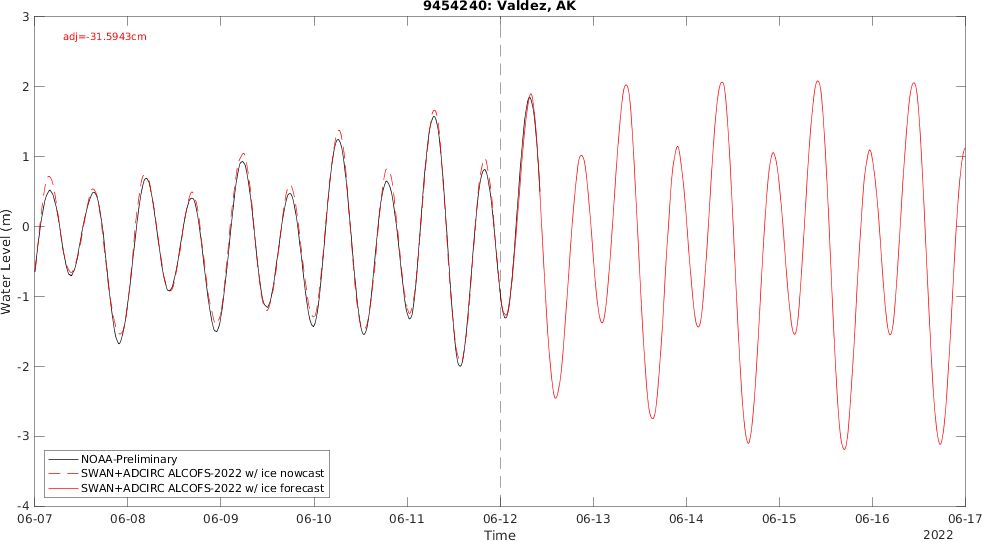 9454240: Valdez, AK
adj=-31.5943cm
3
2
1
0
-1
-2
-3
-4
Water Level (m)
NOAA-Preliminary
SWAN+ADCIRC ALCOFS-2022 w/ ice nowcast
SWAN+ADCIRC ALCOFS-2022 w/ ice forecast
06-07 06-08 06-09 06-10 06-11 06-12 06-13 06-14 06-15 06-16 06-17
Time
2022